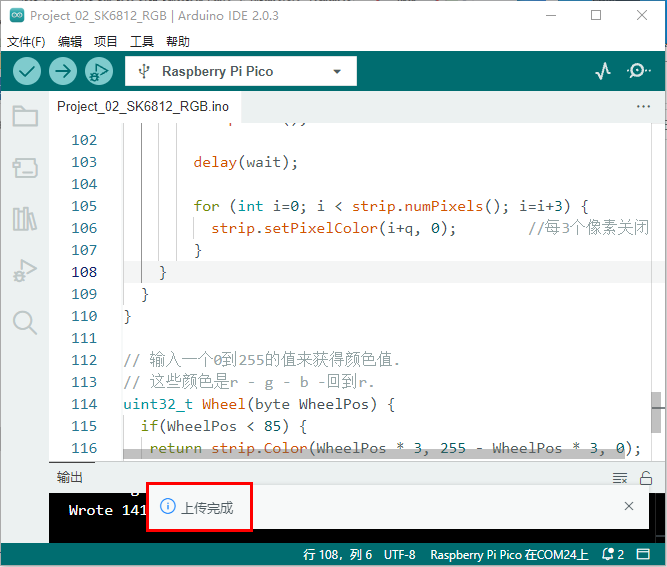 Project_02_SK6812_RGB | Arduino IDE 2.0.3
文件(F) 编辑 项目 工具 帮助
Raspberry Pi Pico
Project_02_SK6812_RGB.ino
102
103 delay(wait);
104
105 for (int i=0; i < strip.numPixels(); i=i+3) {
106 strip.setPixelColor(i+q, 0); //每3个像素关闭
107 }
108 }
109 }
110 }
111
112 // 输入一个0到255的值来获得颜色值.
113 // 这些颜色是r - g - b -回到r.
114 uint32_t Wheel(byte WheelPos) {
115 if(WheelPos < 85) {
116 return strip.Color(WheelPos * 3, 255 - WheelPos * 3, 0);
输出
上传完成
Wrote 141
行 108，列 6 UTF-8 Raspberry Pi Pico 在COM24上 2